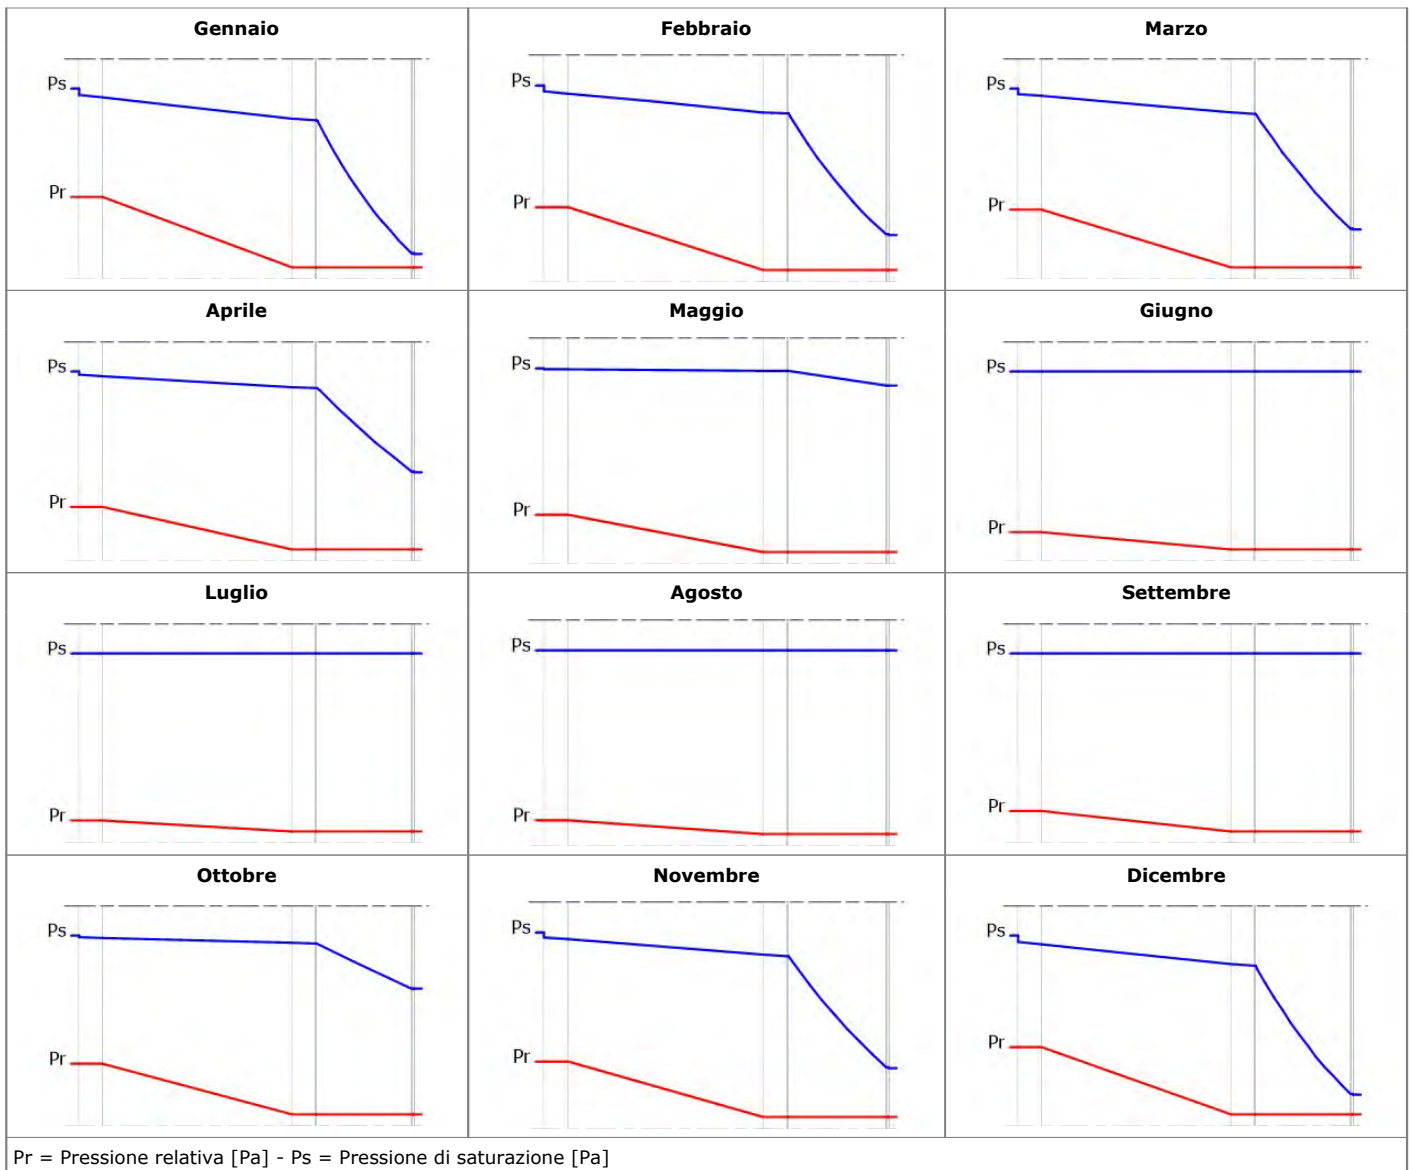 Gennaio
Febbraio
Marzo
Ps
Pr
Ps
Pr
Ps
Pr
Aprile
Maggio
Giugno
Ps
Pr
Ps
Pr
Ps
Pr
Luglio
Agosto
Settembre
Ps
Pr
Ps
Pr
Ps
Pr
Ottobre
Novembre
Dicembre
Ps
Pr
Ps
Pr
Ps
Pr
Pr = Pressione relativa [Pa] - Ps = Pressione di saturazione [Pa]